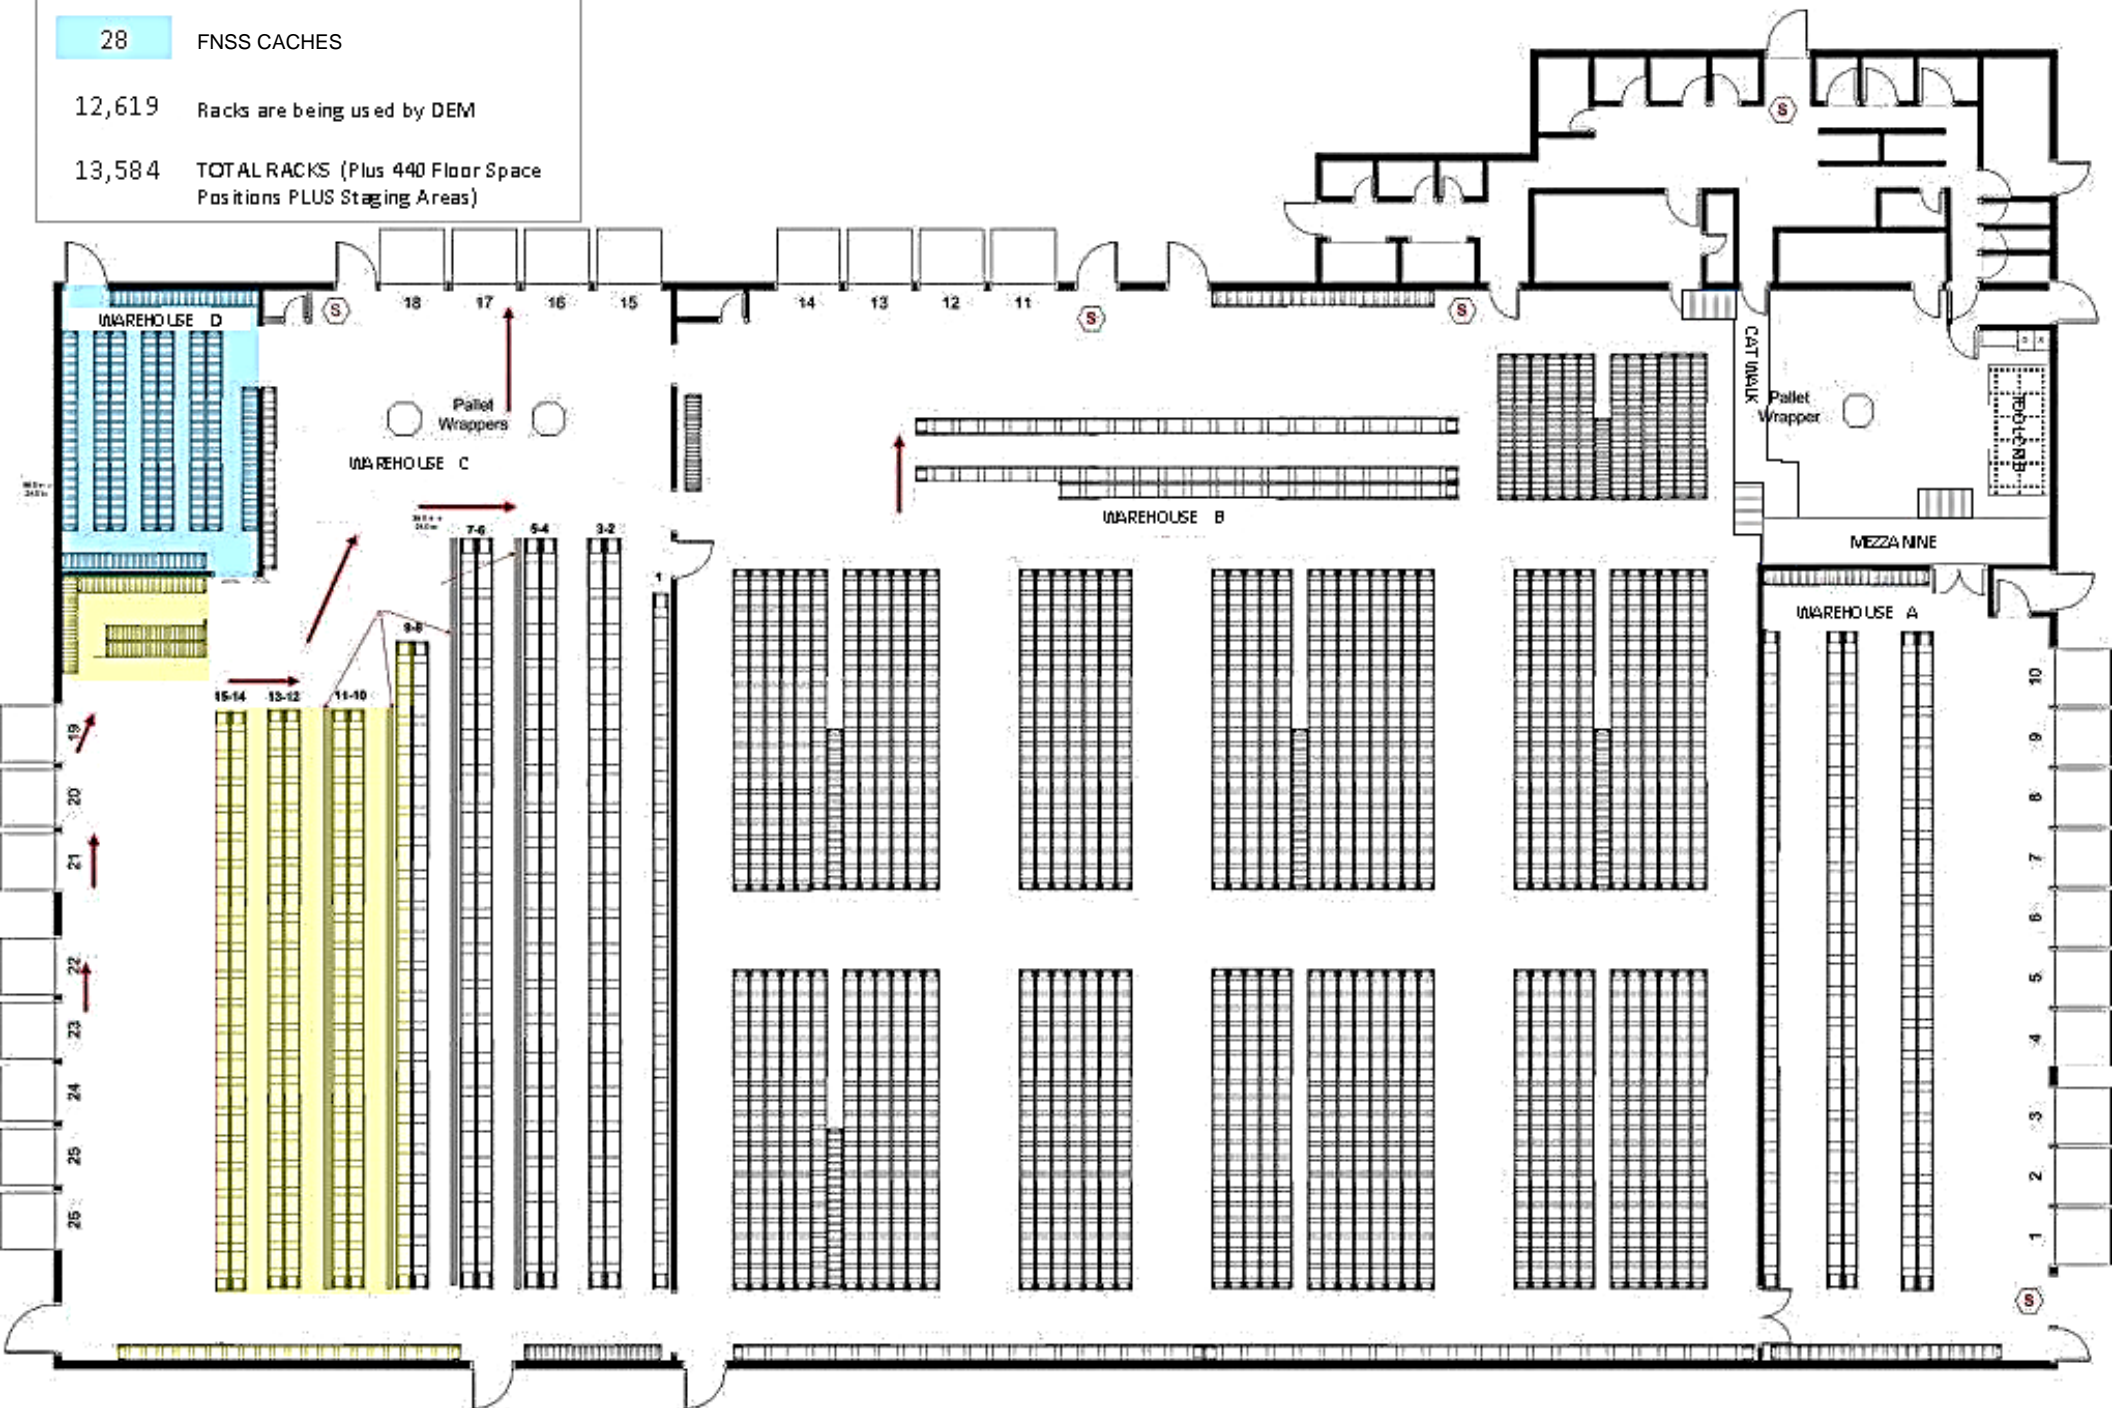 28 FNSS CACHES
12,619 Racks are being used by DEM
13,584 TOTAL RACKS (Plus 440 Floor Space
Positions PLUS Staging Areas)
S
18 17 16 15
14 13 12 11
S
S
S
WAREHOUSE D
Pallet
Wrappers
WAREHOUSE C
CAT WALK
Pallet
Wrapper
WAREHOUSE B
MEZZANINE
7-6 5-4 3-2
1
9-8
15-14 13-12 11-10
WAREHOUSE A
19
20
21
22
23
24
25
25
10
9
8
7
6
5
4
3
2
1
S